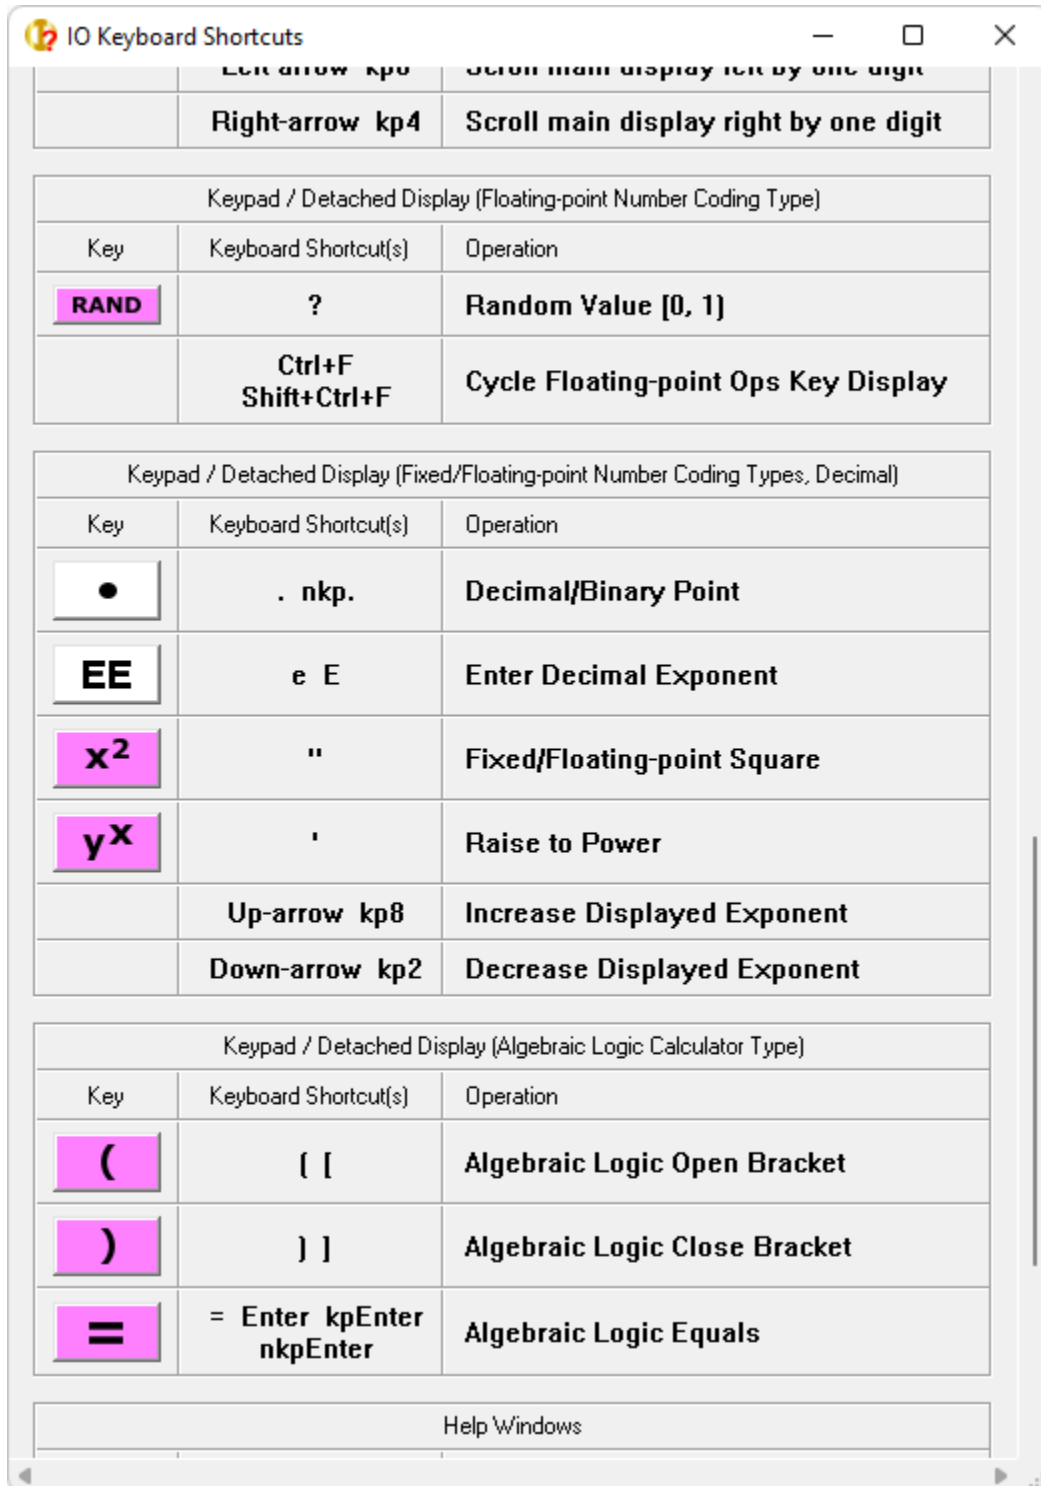 IO Keyboard Shortcuts
Right-arrow kp4 Scroll main display right by one digit
Keypad / Detached Display (Floating-point Number Coding Type)
Key Keyboard Shortcut(s) Operation
RAND ? Random Value [0, 1)
Ctrl+F
Shift+Ctrl+F
Cycle Floating-point Ops Key Display
Keypad / Detached Display (Fixed/Floating-point Number Coding Types, Decimal)
Key Keyboard Shortcut(s) Operation
• . nkp. Decimal/Binary Point
EE e E Enter Decimal Exponent
x² " Fixed/Floating-point Square
yˣ ' Raise to Power
Up-arrow kp8 Increase Displayed Exponent
Down-arrow kp2 Decrease Displayed Exponent
Keypad / Detached Display (Algebraic Logic Calculator Type)
Key Keyboard Shortcut(s) Operation
( ( [ Algebraic Logic Open Bracket
) ) ] Algebraic Logic Close Bracket
= = Enter kpEnter
nkpEnter
Algebraic Logic Equals
Help Windows